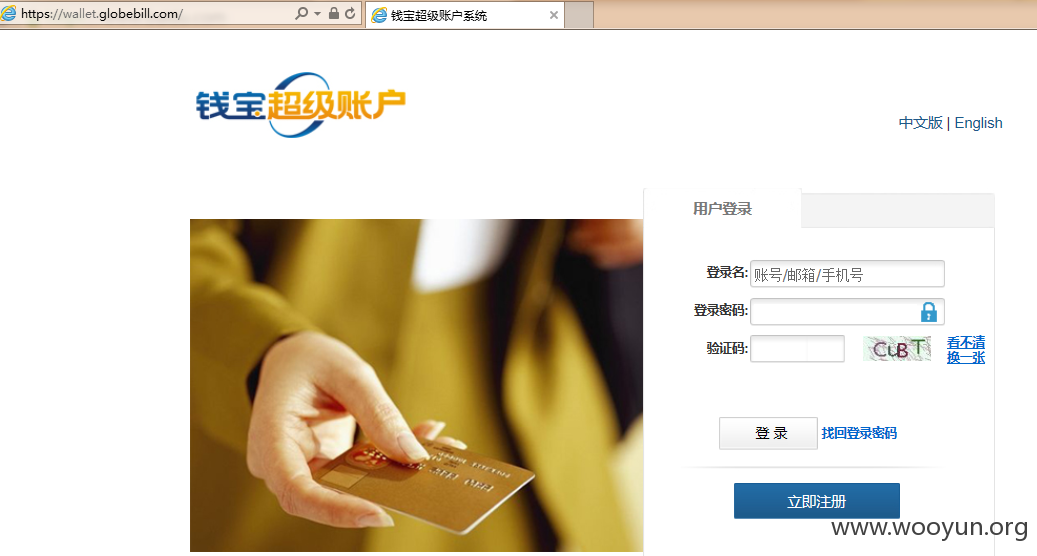 https://wallet.globebill.com/
钱宝超级账户系统
钱宝超级账户
中文版 | English
用户登录
登录名: 账号/邮箱/手机号
登录密码:
验证码: CuBT 看不清
换一张
登 录 找回登录密码
立即注册
www.wooyun.org